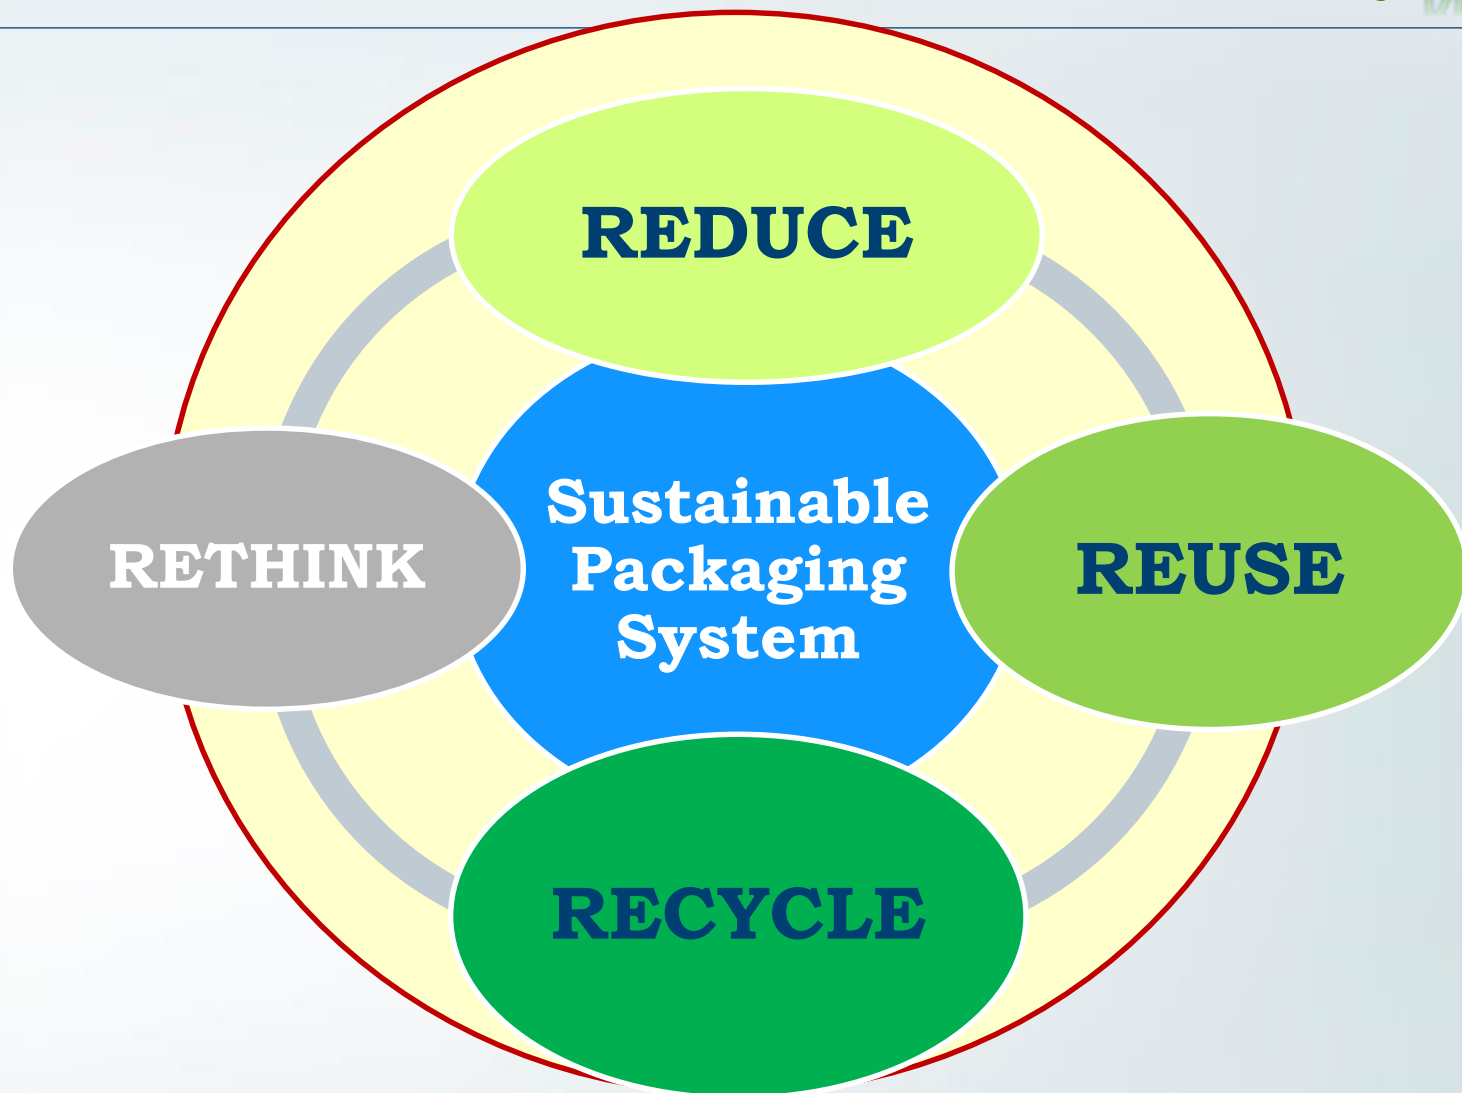 REDUCE
RETHINK
Sustainable
Packaging
System
REUSE
RECYCLE